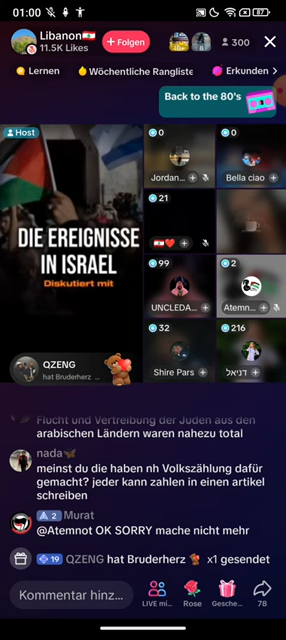 01:00
87
Libanon🇱🇧
11.5K Likes
+ Folgen
300
Lernen
Wöchentliche Rangliste
Erkunden
Back to the 80's
Host
DIE EREIGNISSE
IN ISRAEL
Diskutiert mit
0
Jordan...
0
Bella ciao
21
🇱🇧❤️
99
UNCLEDA...
2
Atemn...
32
Shire Pars
216
דניאל
QZENG
hat Bruderherz ...
Flucht und Vertreibung der Juden aus den
arabischen Ländern waren nahezu total
nada🦋
meinst du die haben nh Volkszählung dafür
gemacht? jeder kann zahlen in einen artikel
schreiben
2 Murat
@Atemnot OK SORRY mache nicht mehr
19 QZENG hat Bruderherz x1 gesendet
Kommentar hinz...
LIVE mi...
Rose
Gesche...
78